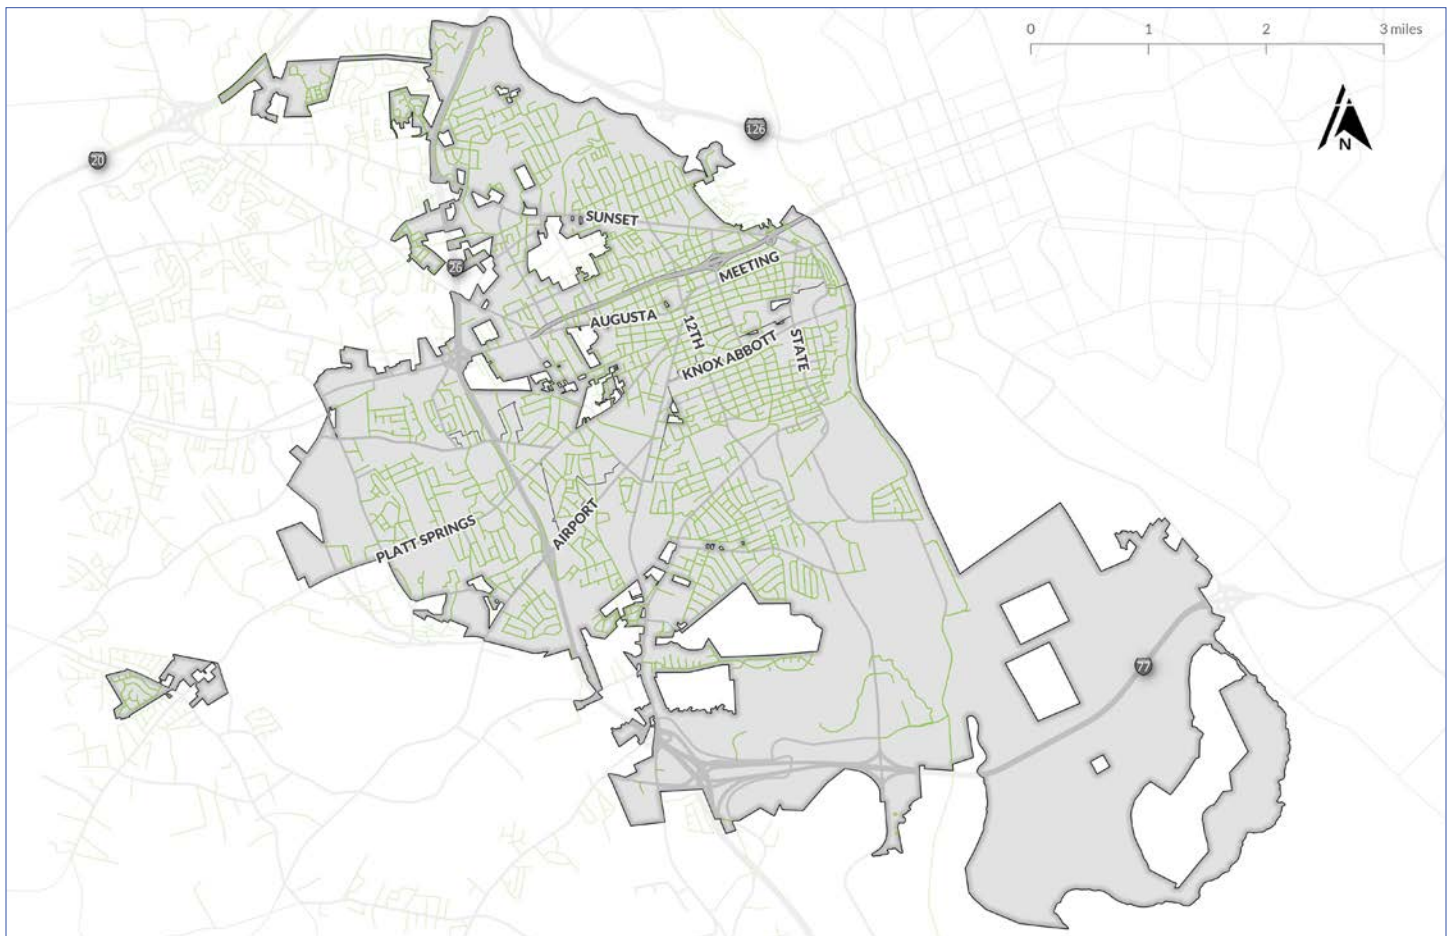 0 1 2 3 miles
N
126
20
SUNSET
26
MEETING
AUGUSTA
12TH
KNOX ABBOTT
STATE
PLATT SPRINGS
AIRPORT
77